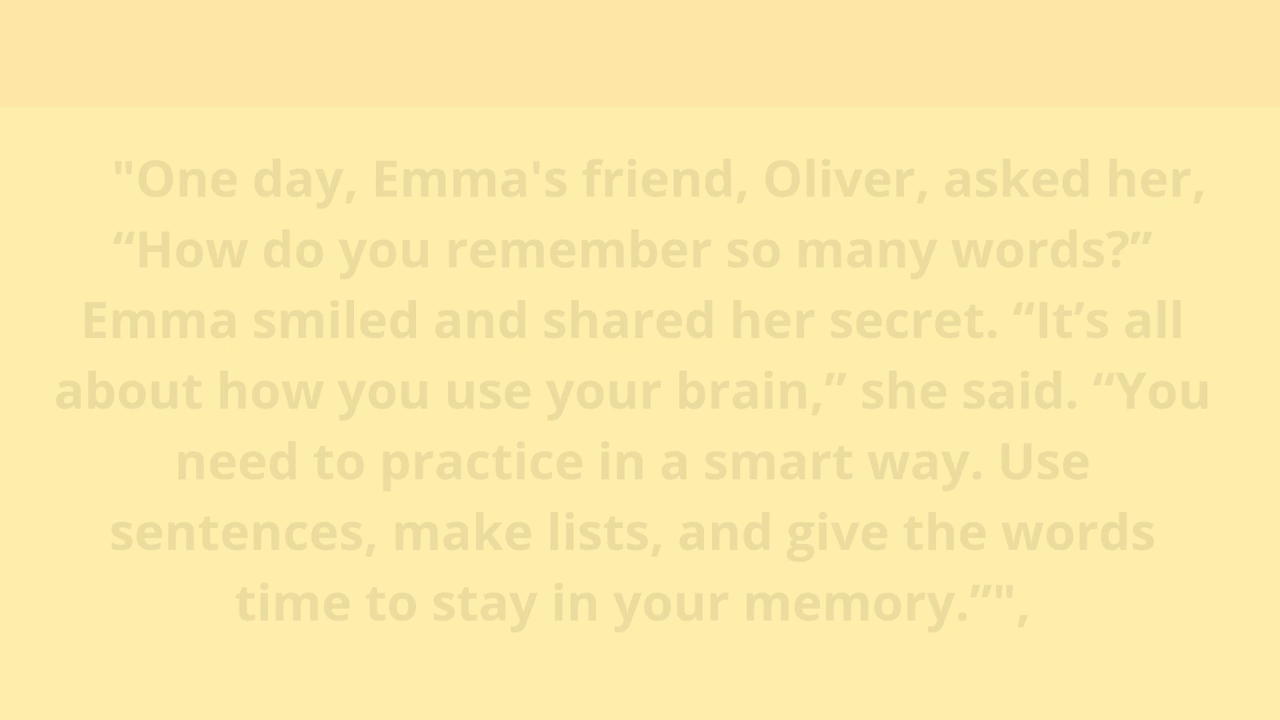 "One day, Emma's friend, Oliver, asked her,
“How do you remember so many words?”
Emma smiled and shared her secret. “It’s all
about how you use your brain,” she said. “You
need to practice in a smart way. Use
sentences, make lists, and give the words
time to stay in your memory.”",